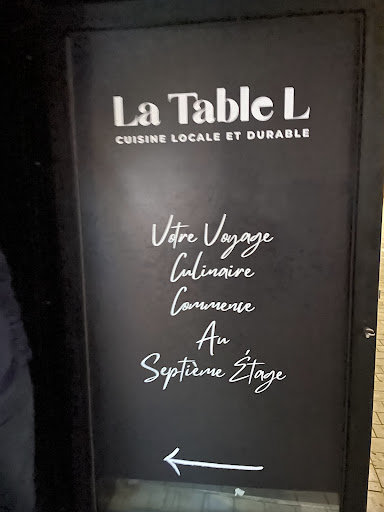 La Table L
CUISINE LOCALE ET DURABLE
Votre Voyage
Culinaire
Commence
Au
Septième Étage